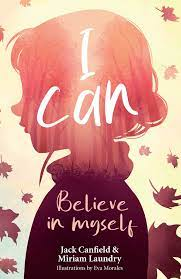 I
can
Believe
in myself
Jack Canfield &
Miriam Laundry
Illustrations by Eva Morales